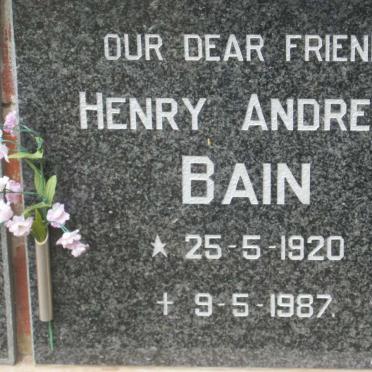 OUR DEAR FRIEN
HENRY ANDRE
BAIN
★ 25-5-1920
✝ 9-5-1987.